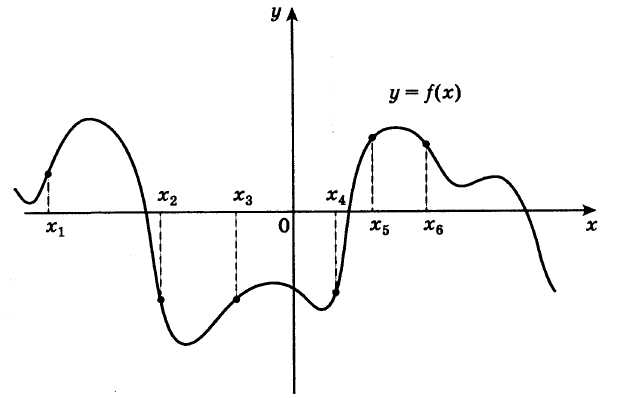 y
y = f(x)
x₂ x₃ x₄
x₁ 0 x₅ x₆ x